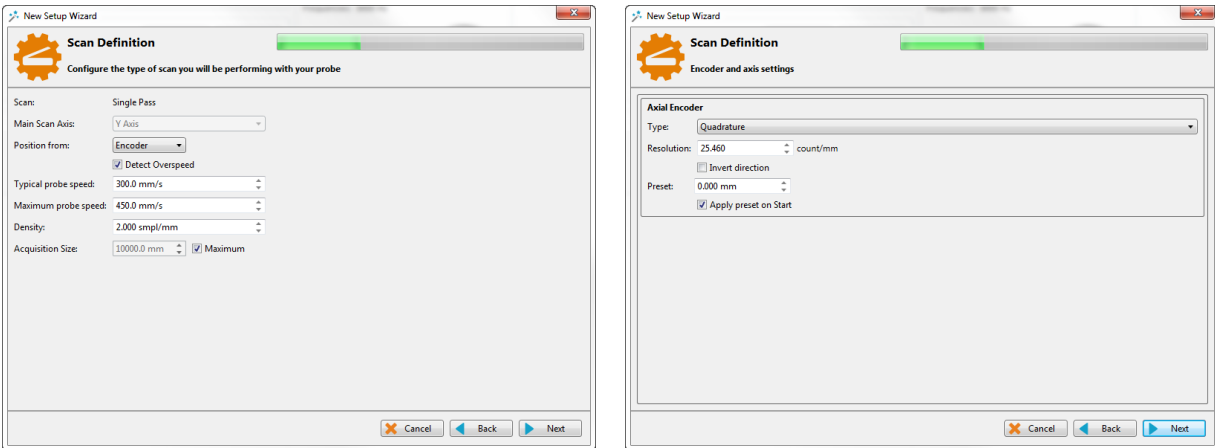 New Setup Wizard
Scan Definition
Configure the type of scan you will be performing with your probe
Scan: Single Pass
Main Scan Axis: Y Axis
Position from: Encoder
Detect Overspeed
Typical probe speed: 300.0 mm/s
Maximum probe speed: 450.0 mm/s
Density: 2.000 smpl/mm
Acquisition Size: 10000.0 mm Maximum
Cancel Back Next
New Setup Wizard
Scan Definition
Encoder and axis settings
Axial Encoder
Type: Quadrature
Resolution: 25.460 count/mm
Invert direction
Preset: 0.000 mm
Apply preset on Start
Cancel Back Next